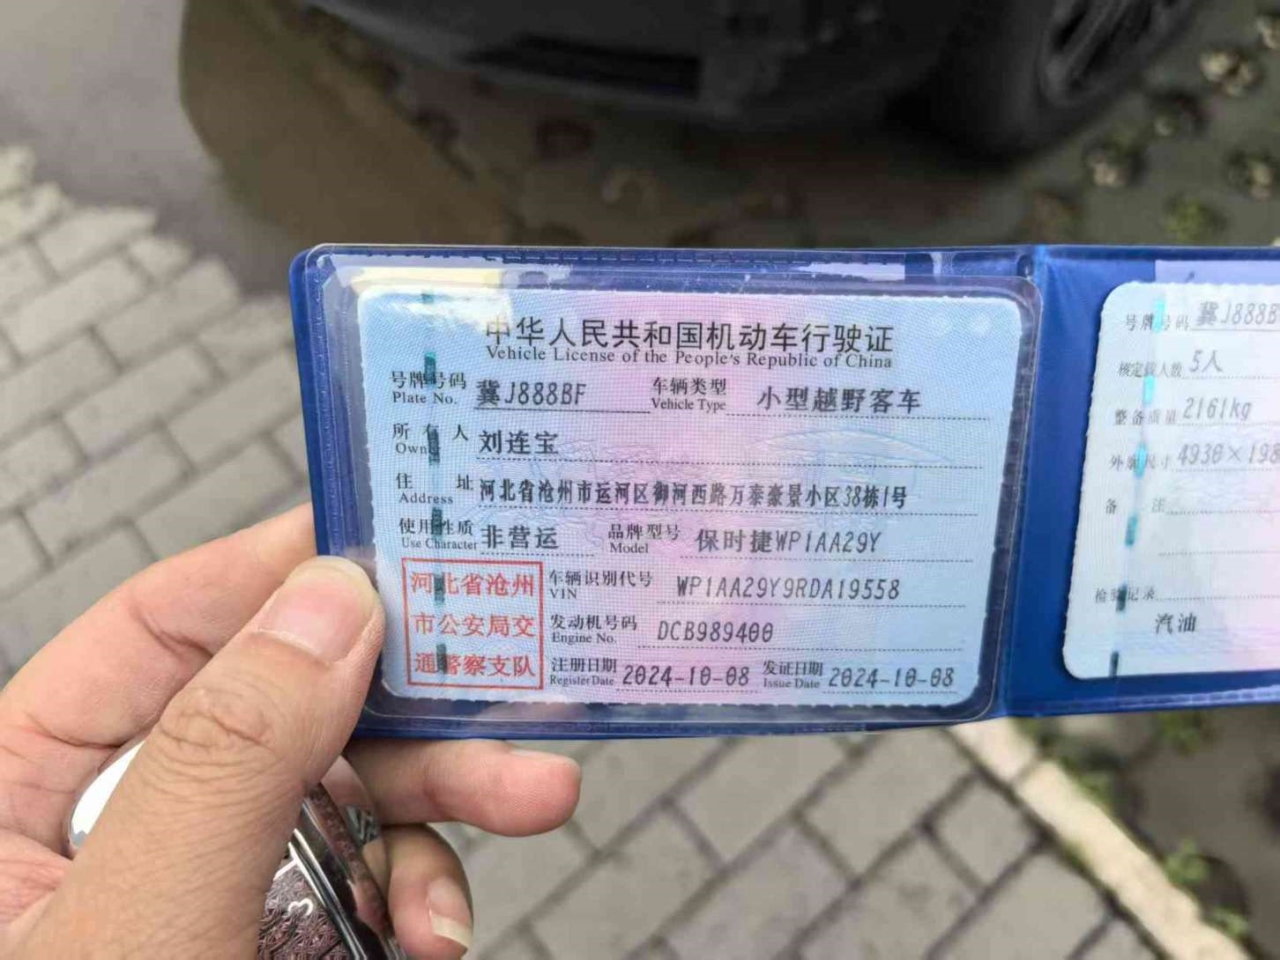 中华人民共和国机动车行驶证
Vehicle License of the People's Republic of China
号牌号码 冀J888BF 车辆类型 小型越野客车
Plate No. Vehicle Type
所有人 刘连宝
Owner
住址 河北省沧州市运河区御河西路万泰豪景小区38栋1号
Address
使用性质 非营运 品牌型号 保时捷WP1AA29Y
Use Character Model
河北省沧州
市公安局交
通警察支队
车辆识别代号 WP1AA29Y9RDA19558
VIN
发动机号码 DCB989400
Engine No.
注册日期 2024-10-08 发证日期 2024-10-08
Register Date Issue Date
号牌号码 冀J888B
核定载人数 5人
整备质量 2161kg
外廓尺寸 4930×198
备注
检验记录
汽油
3